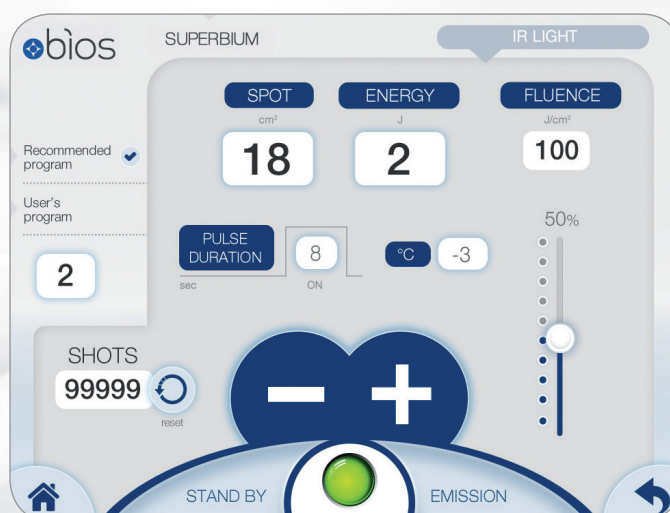 bìos
SUPERBIUM
IR LIGHT
SPOT
cm²
18
ENERGY
J
2
FLUENCE
J/cm²
100
Recommended
program
User's
program
2
PULSE
DURATION
sec
8
ON
°C
-3
50%
SHOTS
99999
reset
STAND BY
EMISSION